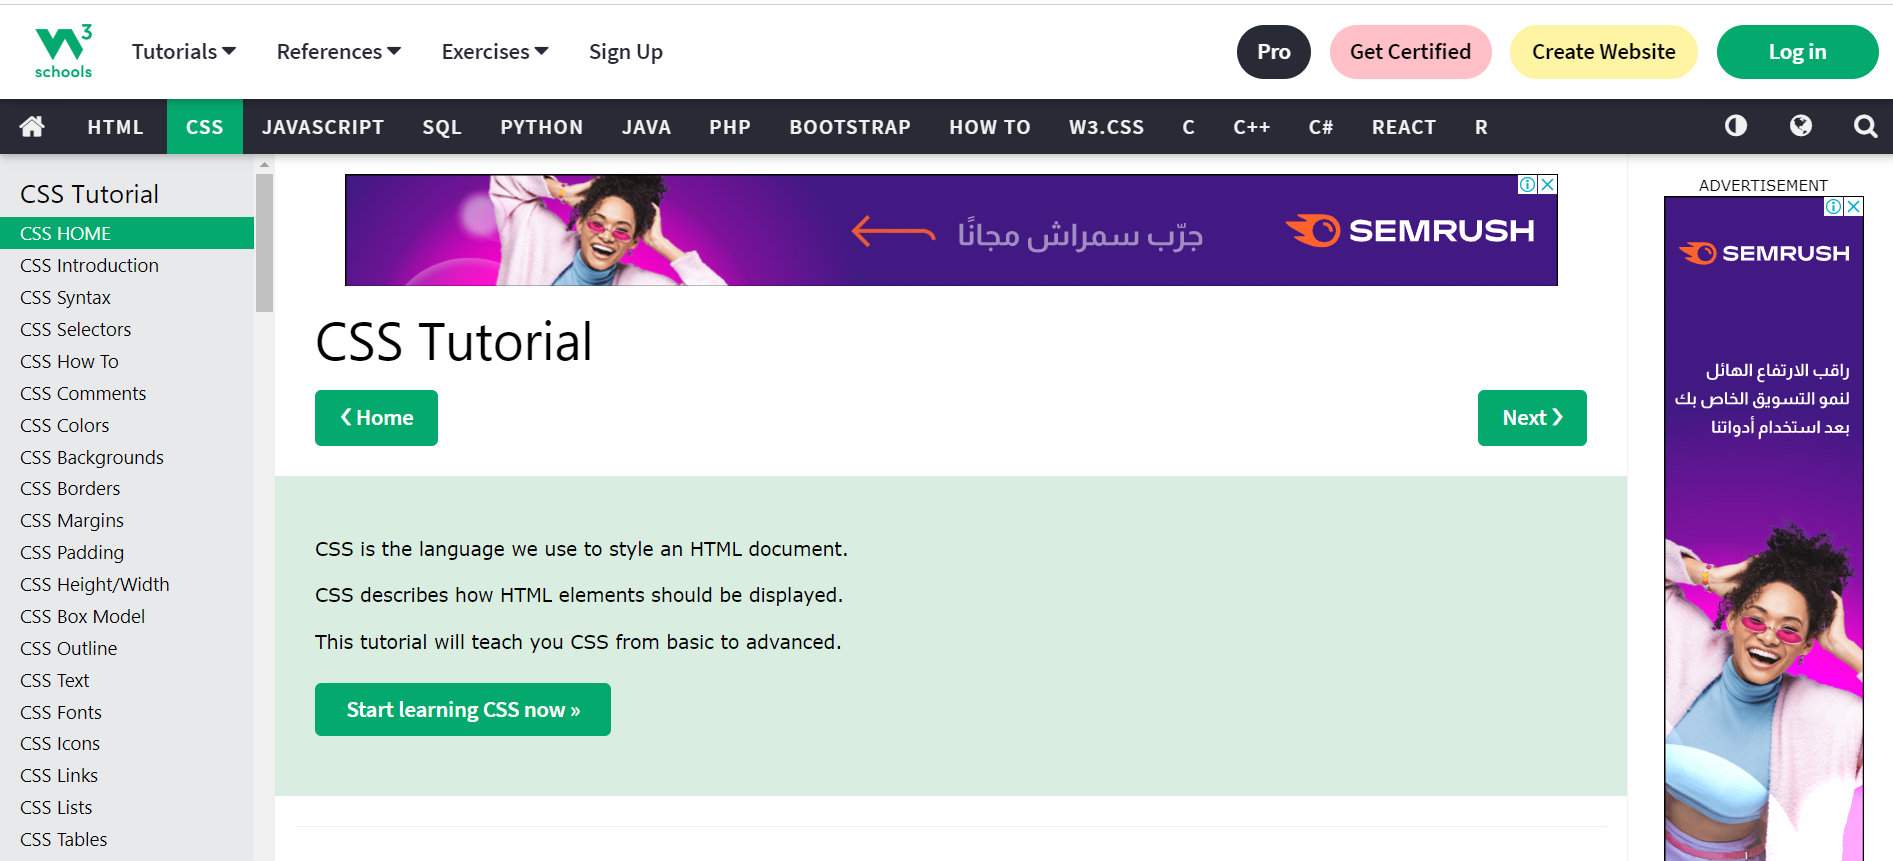 W3
schools
Tutorials
References
Exercises
Sign Up
Pro
Get Certified
Create Website
Log in
HTML
CSS
JAVASCRIPT
SQL
PYTHON
JAVA
PHP
BOOTSTRAP
HOW TO
W3.CSS
C
C++
C#
REACT
R
CSS Tutorial
CSS HOME
CSS Introduction
CSS Syntax
CSS Selectors
CSS How To
CSS Comments
CSS Colors
CSS Backgrounds
CSS Borders
CSS Margins
CSS Padding
CSS Height/Width
CSS Box Model
CSS Outline
CSS Text
CSS Fonts
CSS Icons
CSS Links
CSS Lists
CSS Tables
جرّب سمراش مجانًا
SEMRUSH
CSS Tutorial
❮ Home
Next ❯
CSS is the language we use to style an HTML document.
CSS describes how HTML elements should be displayed.
This tutorial will teach you CSS from basic to advanced.
Start learning CSS now »
ADVERTISEMENT
SEMRUSH
راقب الارتفاع الهائل
لنمو التسويق الخاص بك
بعد استخدام أدواتنا